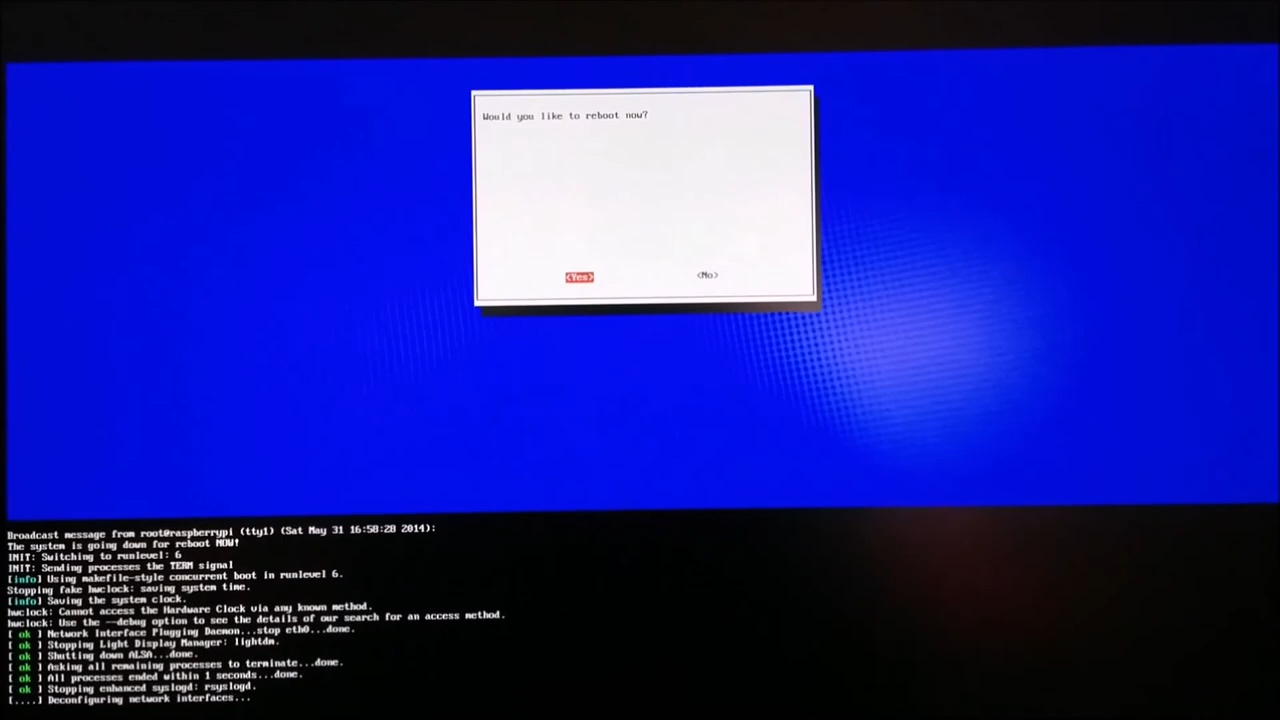 Would you like to reboot now?
<Yes> <No>
Broadcast message from root@raspberrypi (tty1) (Sat May 31 16:58:28 2014):
The system is going down for reboot NOW!
INIT: Switching to runlevel: 6
INIT: Sending processes the TERM signal
[info] Using makefile-style concurrent boot in runlevel 6.
Stopping fake hwclock: saving system time.
[info] Saving the system clock.
hwclock: Cannot access the Hardware Clock via any known method.
hwclock: Use the --debug option to see the details of our search for an access method.
[ ok ] Network Interface Plugging Daemon...stop eth0...done.
[ ok ] Stopping Light Display Manager: lightdm.
[ ok ] Shutting down ALSA...done.
[ ok ] Asking all remaining processes to terminate...done.
[ ok ] All processes ended within 1 seconds...done.
[ ok ] Stopping enhanced syslogd: rsyslogd.
[....] Deconfiguring network interfaces...